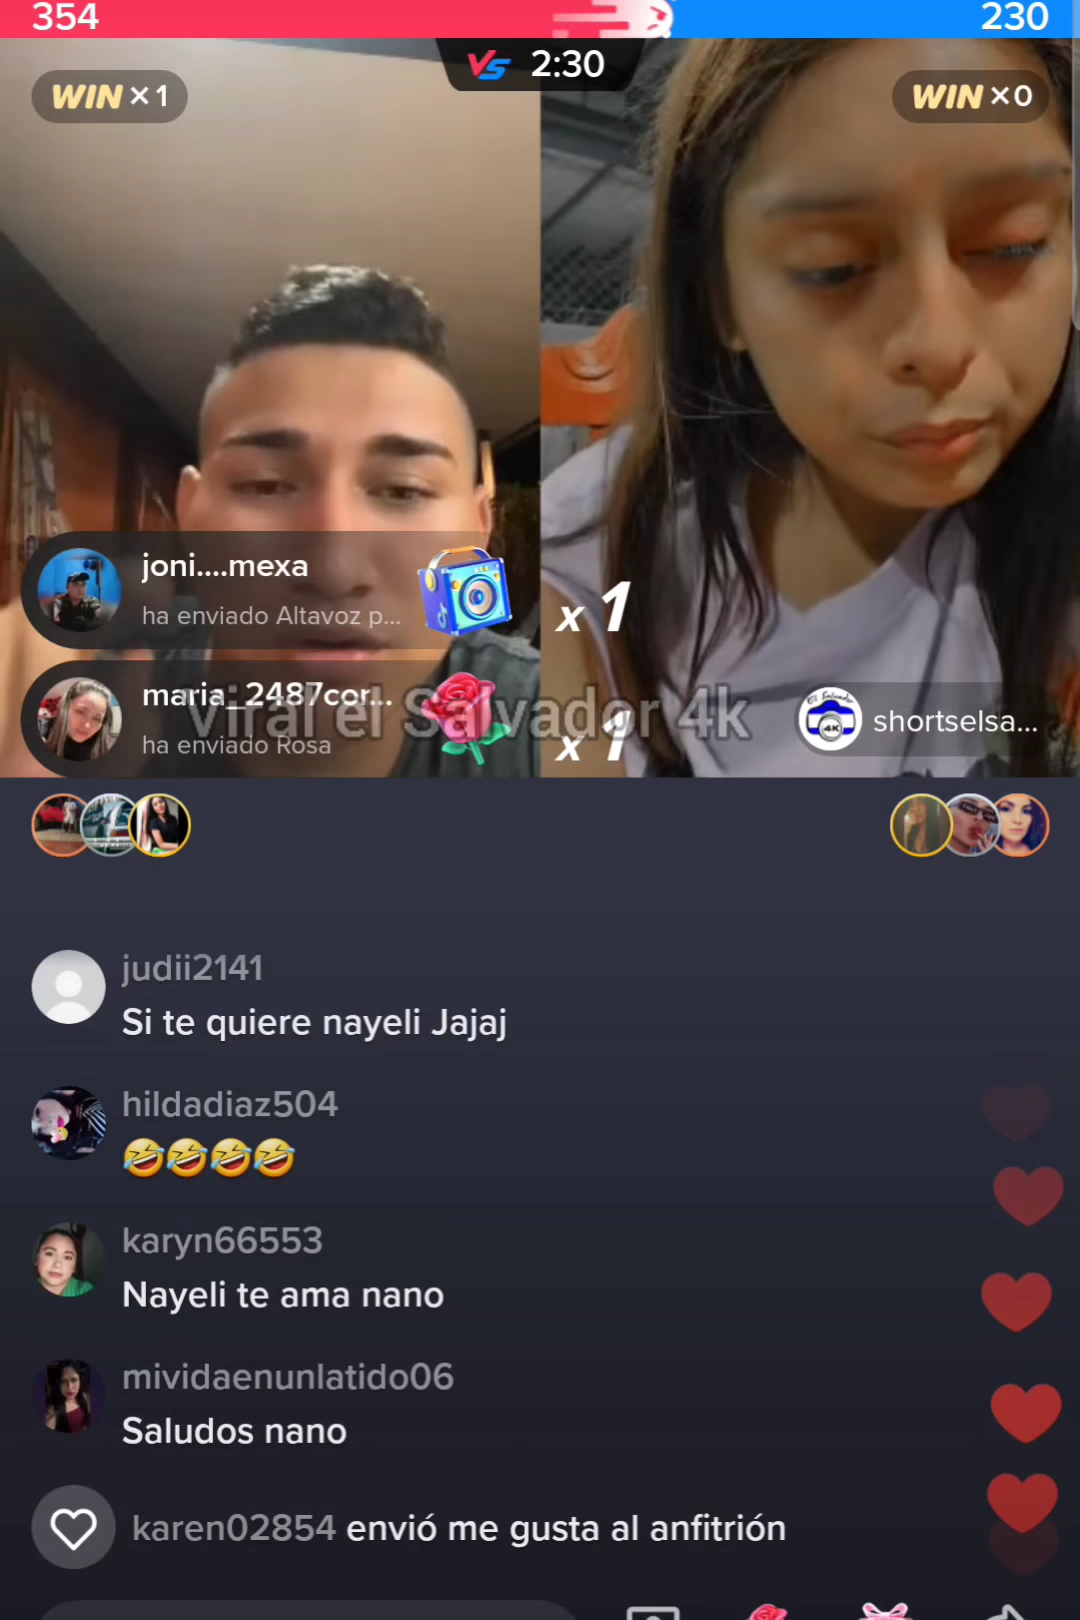 354
230
VS 2:30
WIN ×1
WIN ×0
joni....mexa
ha enviado Altavoz p...
x 1
maria_2487cor...
ha enviado Rosa
x 1
Viral el Salvador 4k
shortselsa...
judii2141
Si te quiere nayeli Jajaj
hildadiaz504
🤣🤣🤣🤣
karyn66553
Nayeli te ama nano
mividaenunlatido06
Saludos nano
karen02854 envió me gusta al anfitrión